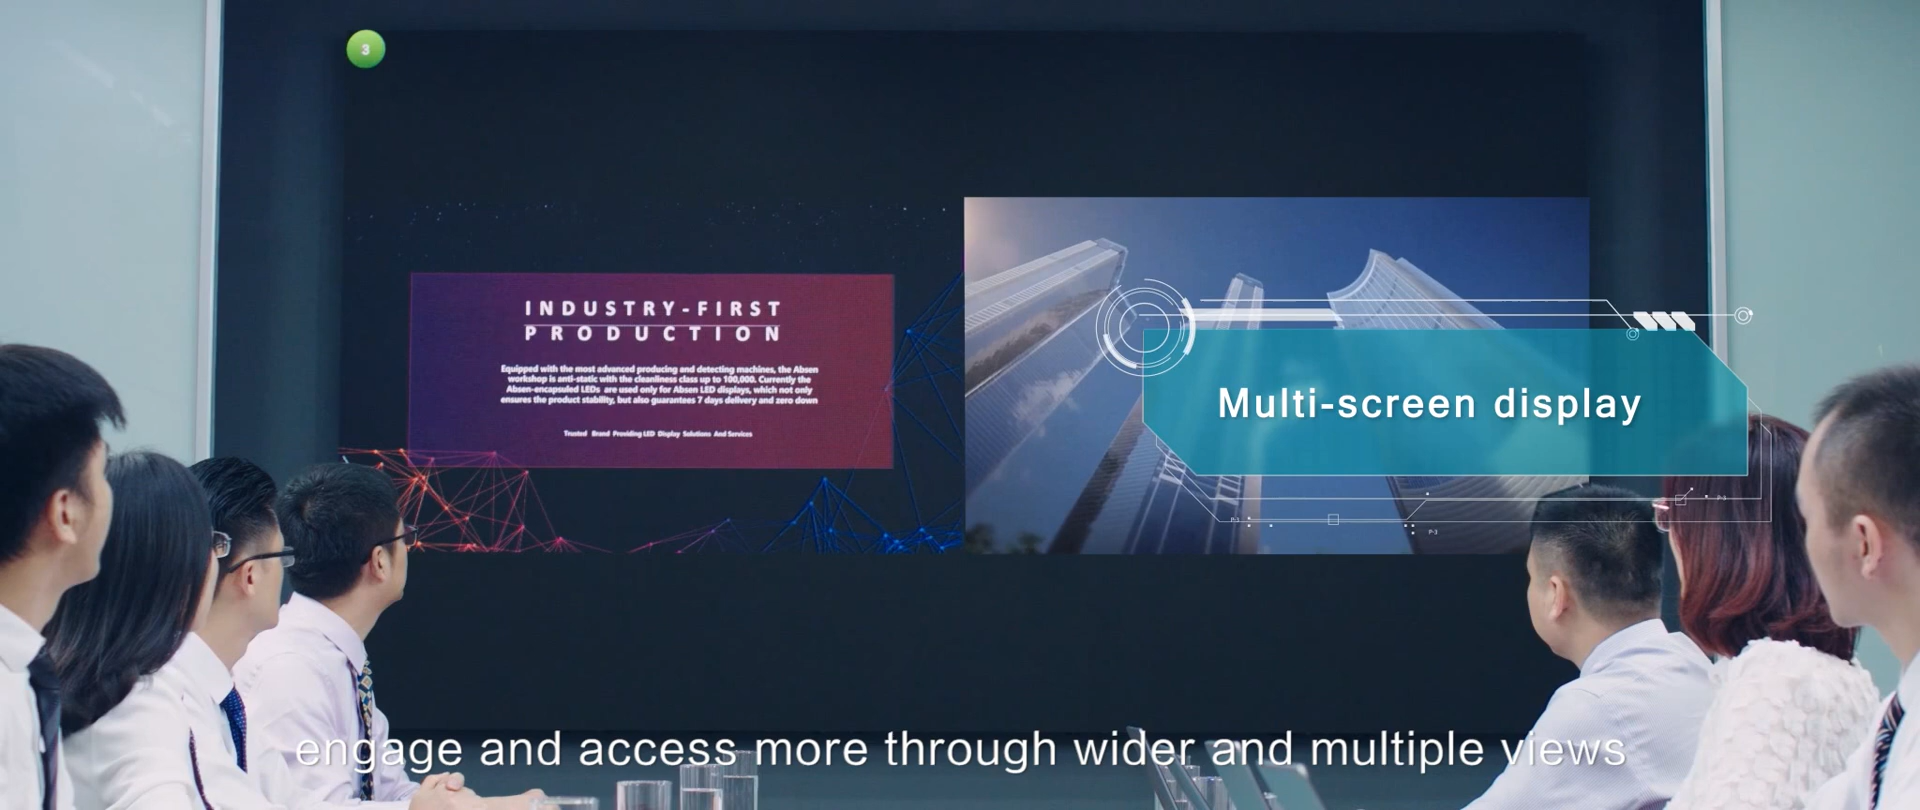 3
INDUSTRY-FIRST
PRODUCTION
Equipped with the most advanced producing and detecting machines, the Absen
workshop is anti-static with the cleanliness class up to 100,000. Currently the
Absen-encapsuled LEDs are used only for Absen LED displays, which not only
ensures the product stability, but also guarantees 7 days delivery and zero down
Trusted Brand Providing LED Display Solutions And Services
Multi-screen display
P-1
P-3
P-3
engage and access more through wider and multiple views